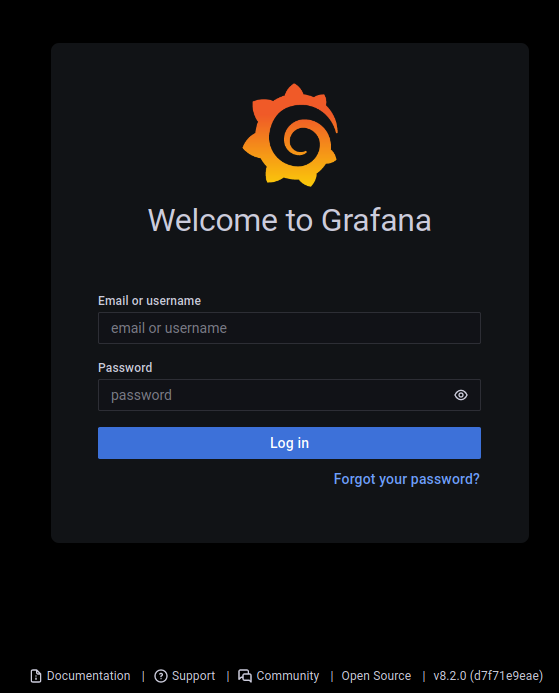 Welcome to Grafana
Email or username
email or username
Password
password
Log in
Forgot your password?
Documentation | Support | Community | Open Source | v8.2.0 (d7f71e9eae)